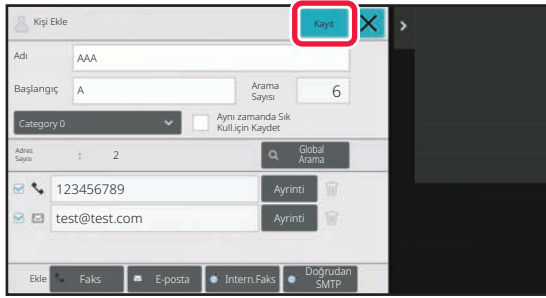 Kişi Ekle
Kayıt
Adı
AAA
Başlangıç
A
Arama
Sayısı
6
Category 0
Aynı zamanda Sık
Kull.için Kaydet
Adres
Sayısı
:
2
Global
Arama
123456789
Ayrinti
test@test.com
Ayrinti
Ekle
Faks
E-posta
Intern.Faks
Doğrudan
SMTP